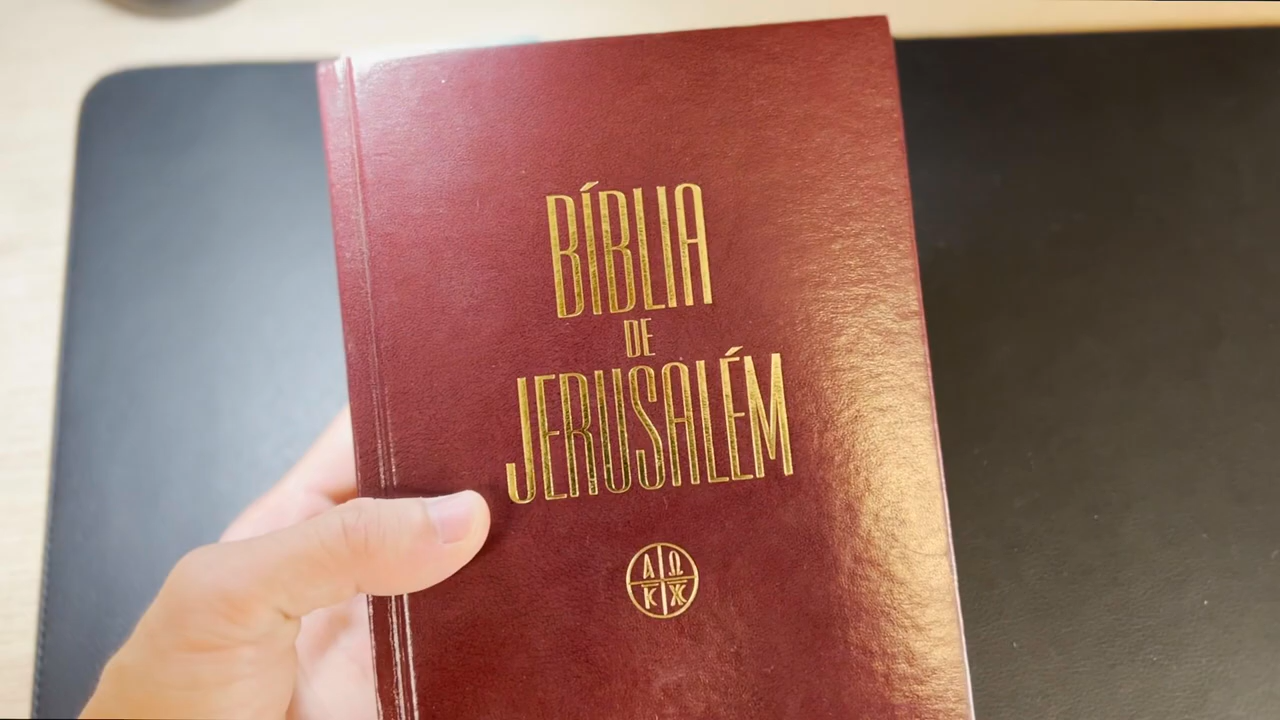 BÍBLIA
DE
JERUSALÉM
Α Ω
Κ Ж